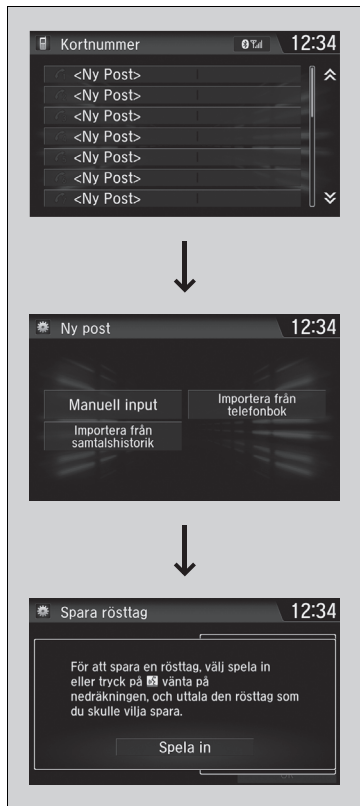 Kortnummer 12:34
<Ny Post>
<Ny Post>
<Ny Post>
<Ny Post>
<Ny Post>
<Ny Post>
<Ny Post>
Ny post 12:34
Manuell input
Importera från
telefonbok
Importera från
samtalshistorik
Spara rösttag 12:34
För att spara en rösttag, välj spela in
eller tryck på vänta på
nedräkningen, och uttala den rösttag som
du skulle vilja spara.
Spela in